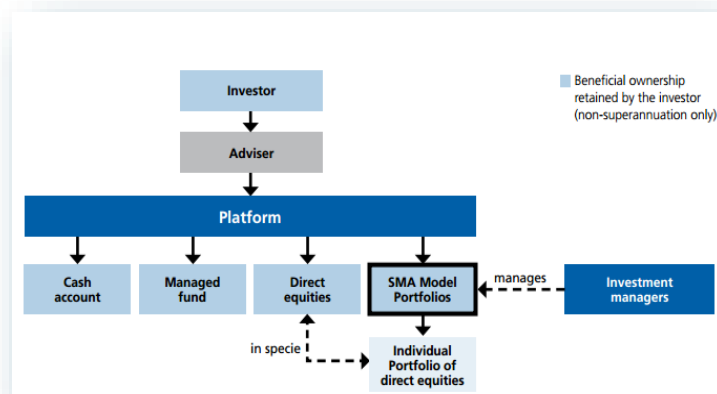 Investor
Beneficial ownership
retained by the investor
(non-superannuation only)
Adviser
Platform
Cash
account
Managed
fund
Direct
equities
SMA Model
Portfolios
manages
Investment
managers
in specie
Individual
Portfolio of
direct equities